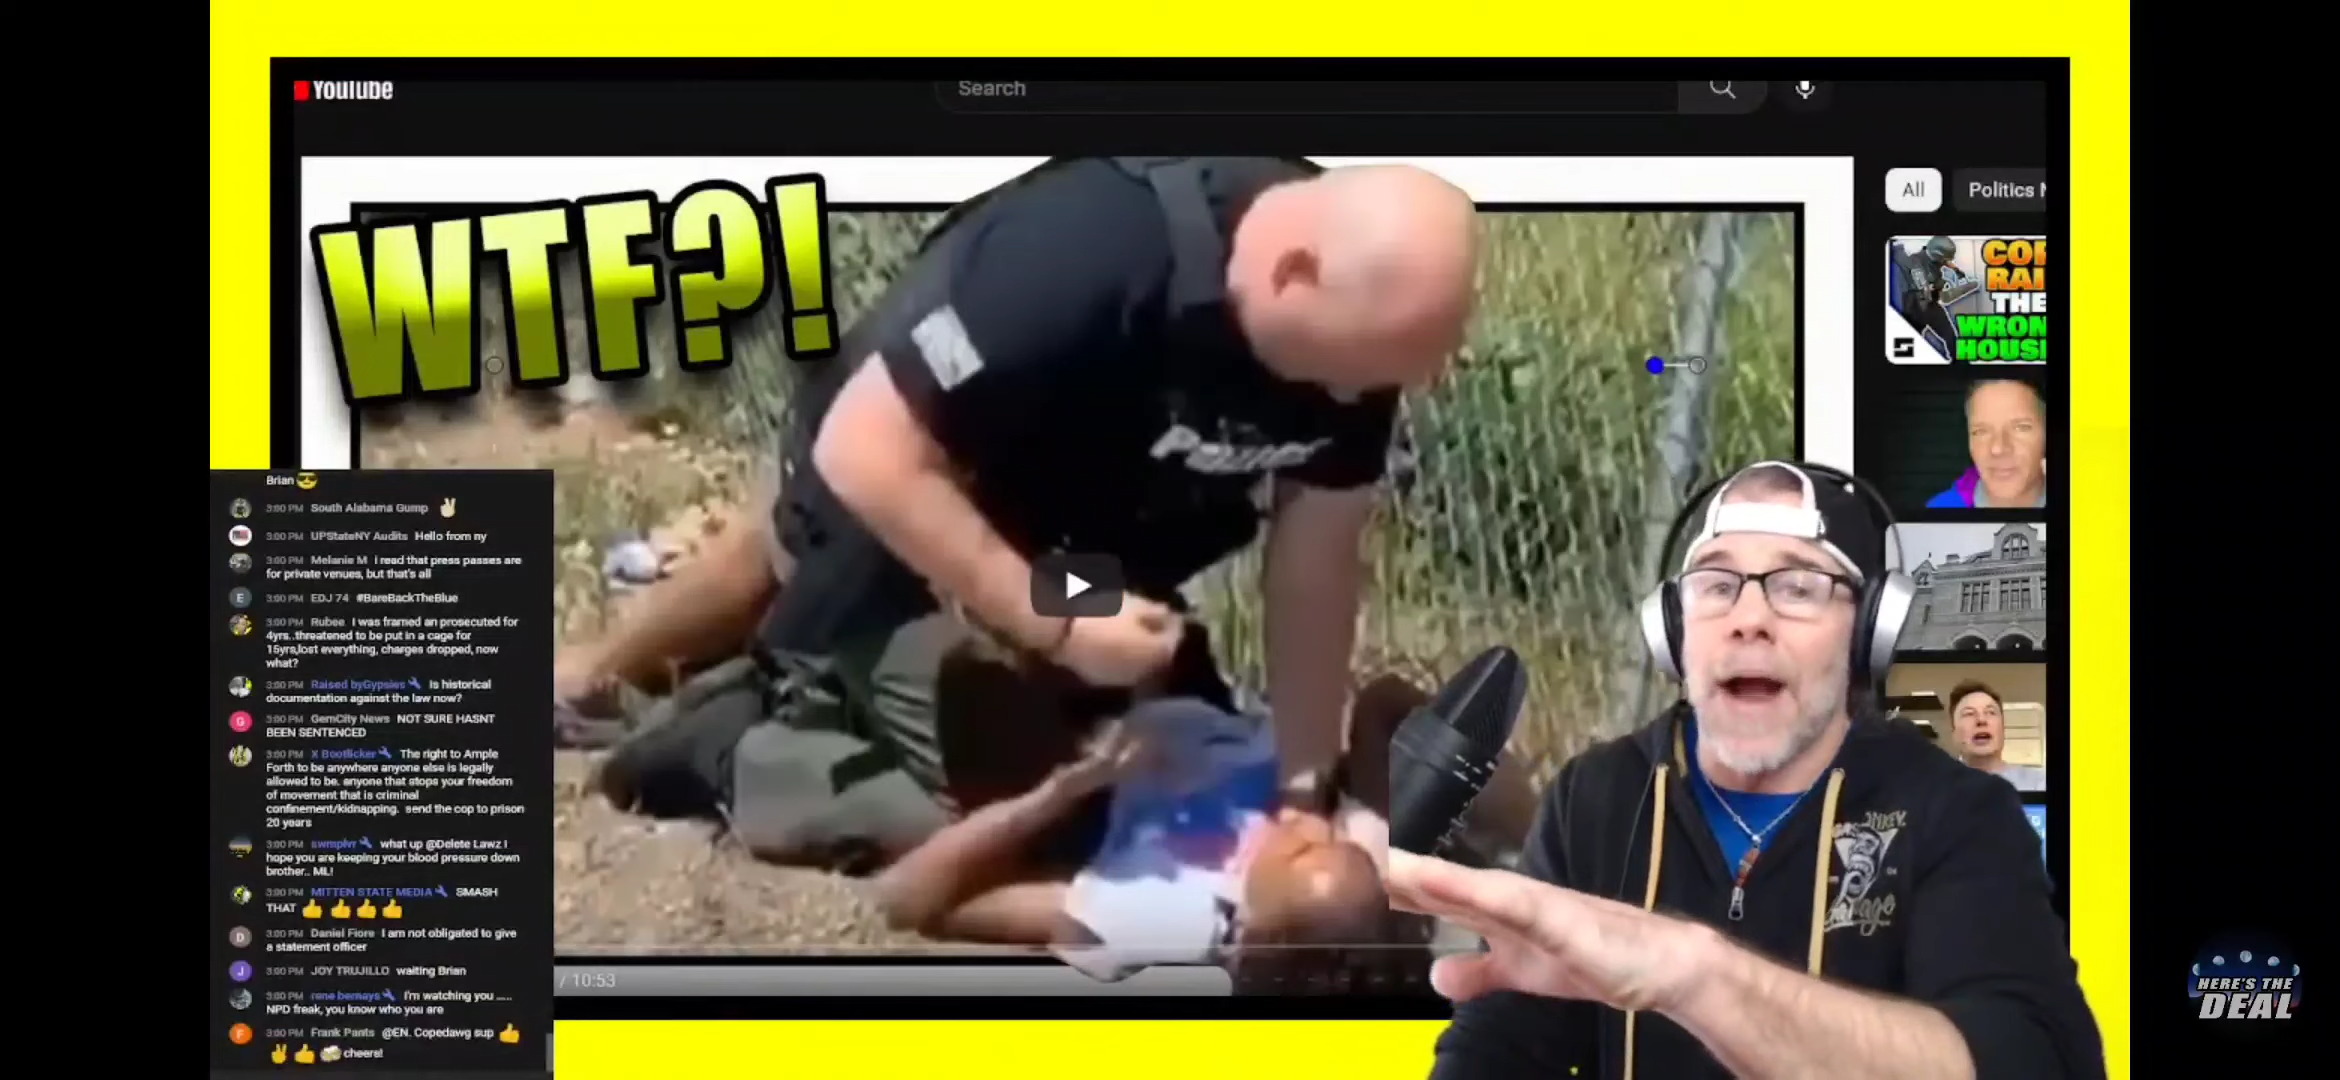 YouTube
Search
All
Politics
WTF?!
COP
RAI
THE
WRON
HOUS
POLICE
Brian 😎
3:00 PM South Alabama Gump ✌
3:00 PM UPStateNY Audits Hello from ny
3:00 PM Melanie M i read that press passes are
for private venues, but that's all
E
3:00 PM EDJ 74 #BareBackTheBlue
3:00 PM Rubee I was framed an prosecuted for
4yrs..threatened to be put in a cage for
15yrs,lost everything, charges dropped, now
what?
3:00 PM Raised byGypsies Is historical
documentation against the law now?
G
3:00 PM GemCity News NOT SURE HASNT
BEEN SENTENCED
3:00 PM X Bootlicker The right to Ample
Forth to be anywhere anyone else is legally
allowed to be. anyone that stops your freedom
of movement that is criminal
confinement/kidnapping. send the cop to prison
20 years
3:00 PM swmplvr what up @Delete Lawz I
hope you are keeping your blood pressure down
brother.. ML!
3:00 PM MITTEN STATE MEDIA SMASH
THAT 👍👍👍👍
D
3:00 PM Daniel Fiore I am not obligated to give
a statement officer
J
3:00 PM JOY TRUJILLO waiting Brian
3:00 PM rene bernays I'm watching you .....
NPD freak, you know who you are
F
3:00 PM Frank Pants @EN. Copedawg sup 👍
✌👍🍻 cheers!
/ 10:53
MONKEY
Garage
HERE'S THE
DEAL